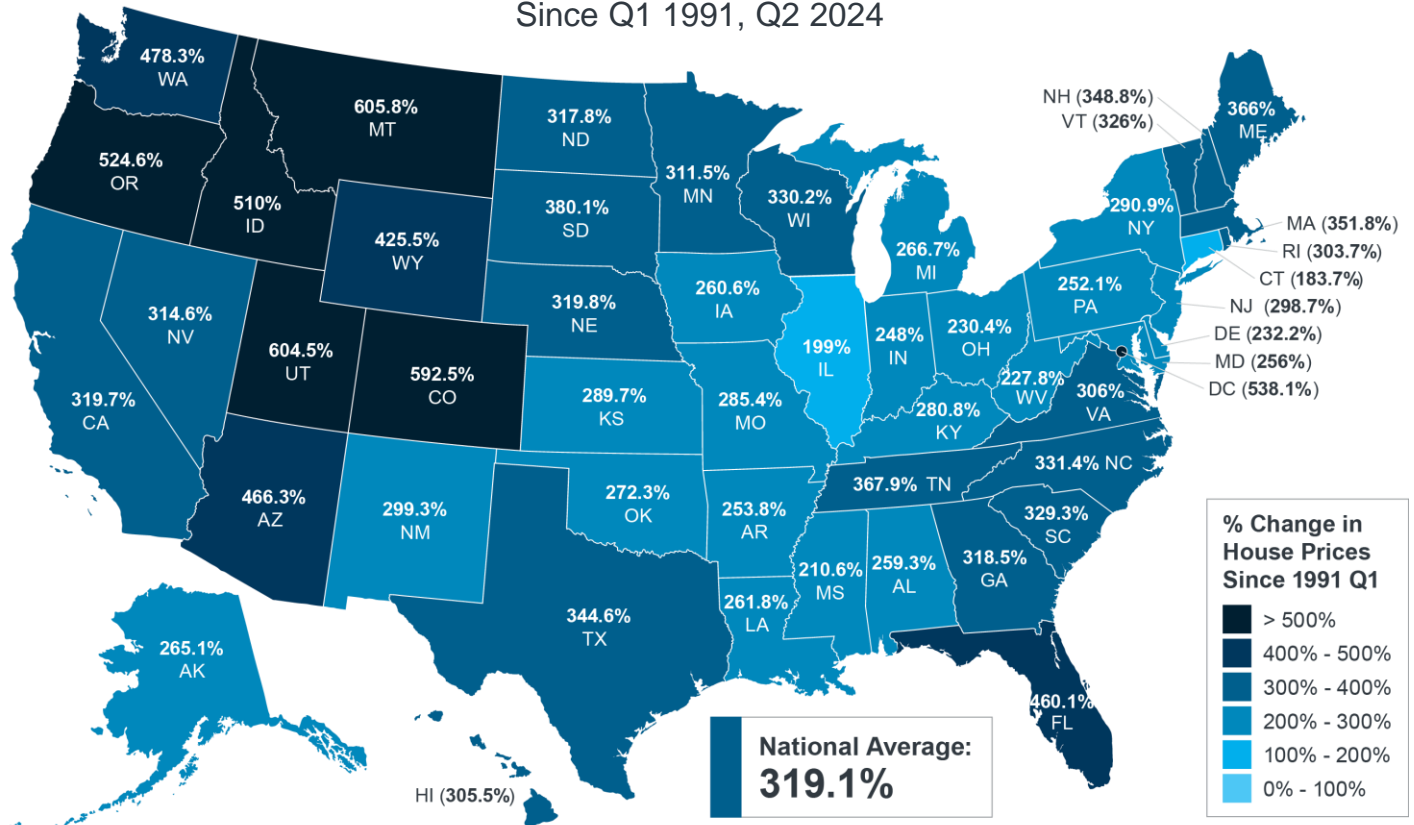 Since Q1 1991, Q2 2024
478.3%
WA
605.8%
MT
317.8%
ND
NH (348.8%)
VT (326%)
366%
ME
524.6%
OR
510%
ID
311.5%
MN
330.2%
WI
290.9%
NY
MA (351.8%)
RI (303.7%)
CT (183.7%)
425.5%
WY
380.1%
SD
266.7%
MI
314.6%
NV
319.8%
NE
260.6%
IA
252.1%
PA
NJ (298.7%)
DE (232.2%)
MD (256%)
DC (538.1%)
604.5%
UT
592.5%
CO
199%
IL
248%
IN
230.4%
OH
227.8%
WV
306%
VA
319.7%
CA
289.7%
KS
285.4%
MO
280.8%
KY
331.4% NC
367.9% TN
466.3%
AZ
299.3%
NM
272.3%
OK
253.8%
AR
329.3%
SC
210.6%
MS
259.3%
AL
318.5%
GA
344.6%
TX
261.8%
LA
460.1%
FL
265.1%
AK
HI (305.5%)
National Average:
319.1%
% Change in
House Prices
Since 1991 Q1
> 500%
400% - 500%
300% - 400%
200% - 300%
100% - 200%
0% - 100%